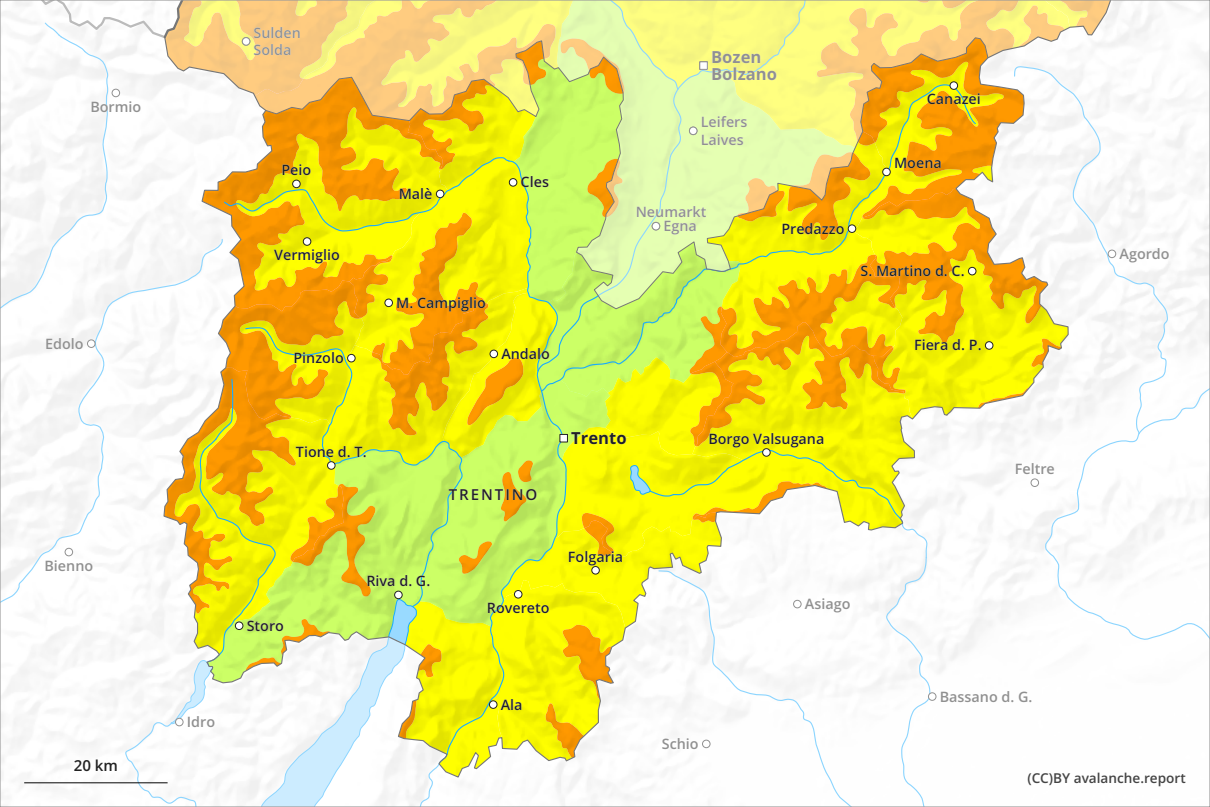 Sulden
Solda
Bozen
Bolzano
Bormio
Canazei
Leifers
Laives
Moena
Peio
Malè
Cles
Neumarkt
Egna
Predazzo
Vermiglio
Agordo
S. Martino d. C.
M. Campiglio
Edolo
Pinzolo
Andalo
Fiera d. P.
Trento
Borgo Valsugana
Tione d. T.
Feltre
TRENTINO
Bienno
Folgaria
Riva d. G.
Rovereto
Asiago
Storo
Bassano d. G.
Ala
Idro
Schio
20 km
(CC)BY avalanche.report